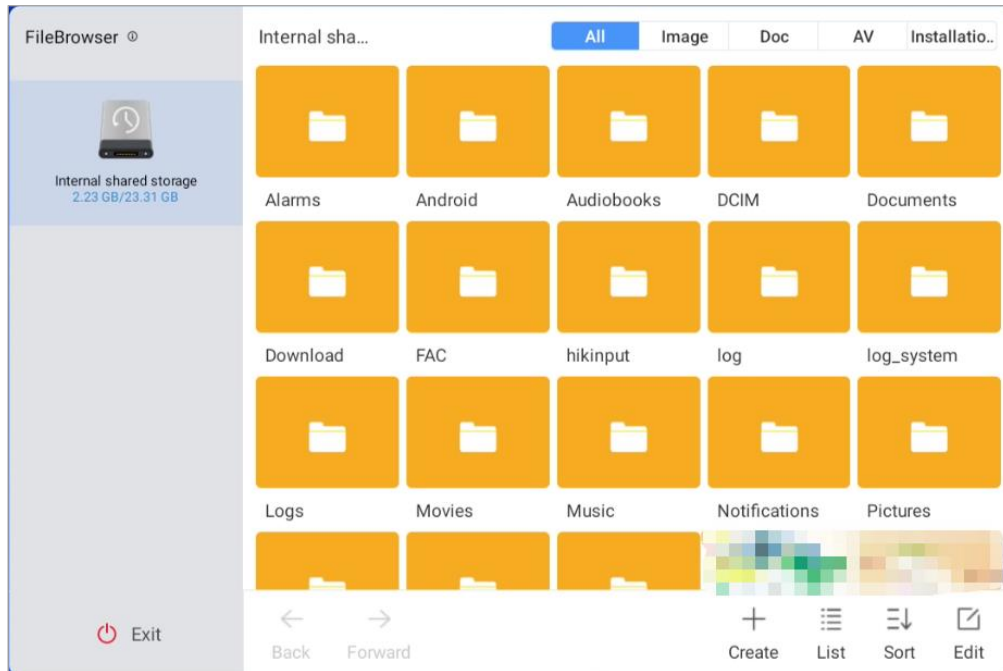 FileBrowser
Internal shared storage
2.23 GB/23.31 GB
Exit
Internal sha...
All Image Doc AV Installatio..
Alarms Android Audiobooks DCIM Documents
Download FAC hikinput log log_system
Logs Movies Music Notifications Pictures
Back Forward Create List Sort Edit